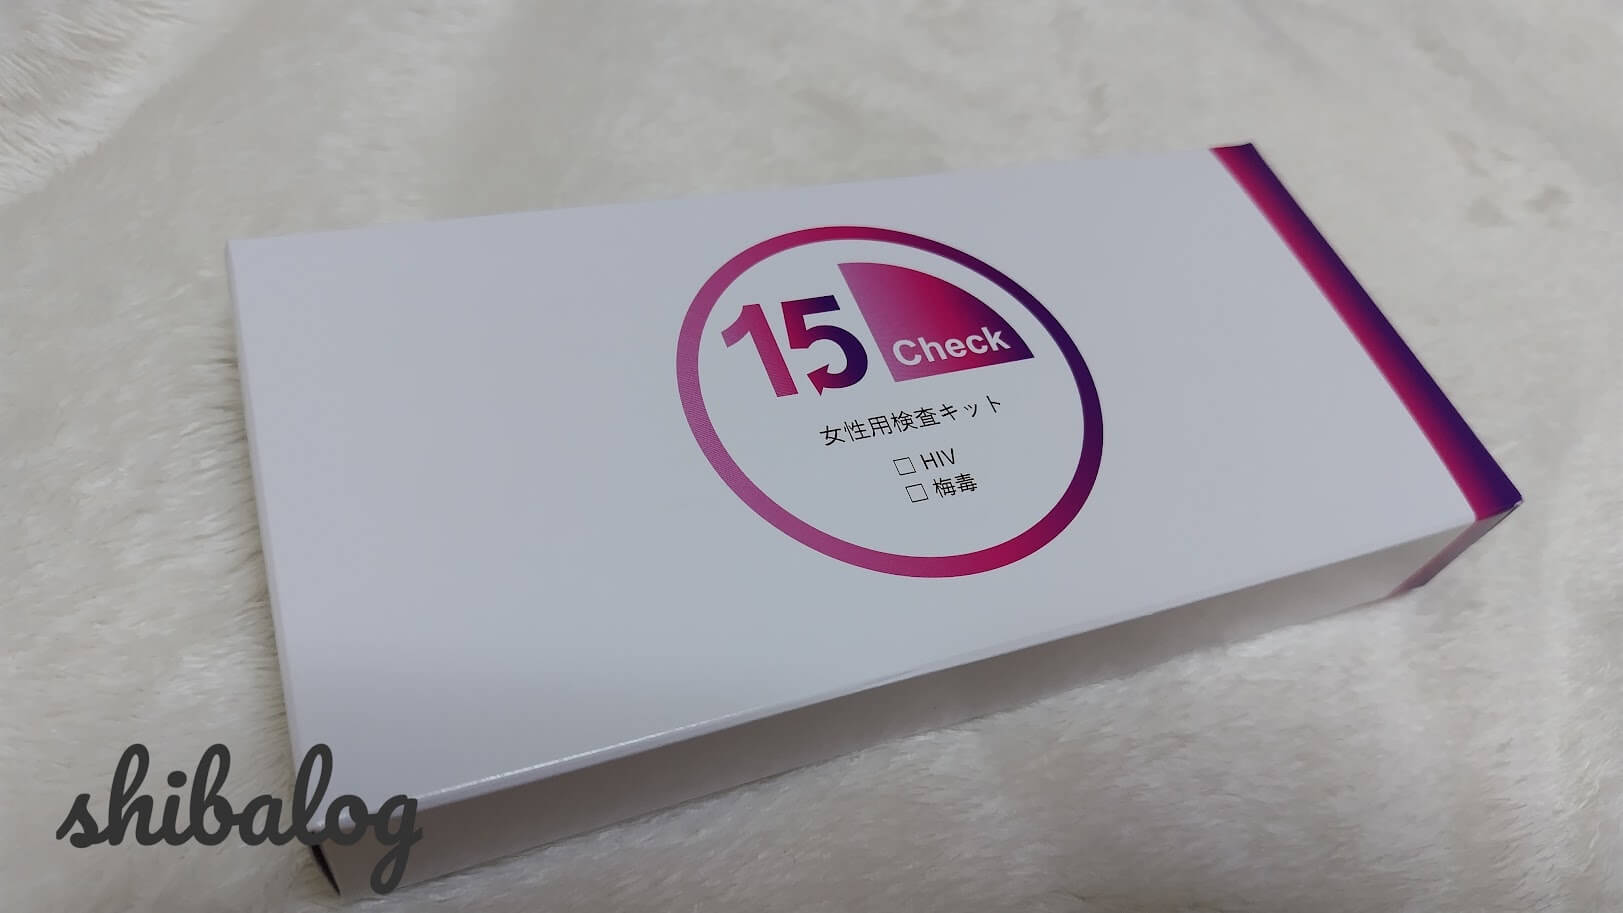 15 Check
女性用検査キット
□ HIV
□ 梅毒
shibalog